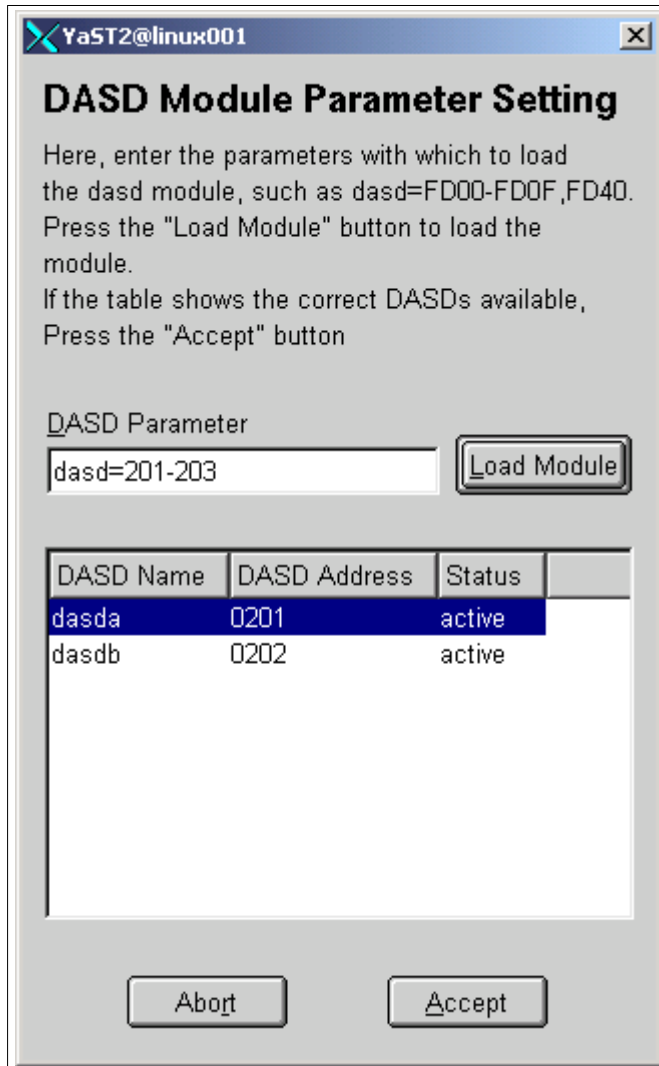 YaST2@linux001
DASD Module Parameter Setting
Here, enter the parameters with which to load
the dasd module, such as dasd=FD00-FD0F,FD40.
Press the "Load Module" button to load the
module.
If the table shows the correct DASDs available,
Press the "Accept" button
DASD Parameter
dasd=201-203 Load Module
DASD Name DASD Address Status
dasda 0201 active
dasdb 0202 active
Abort Accept